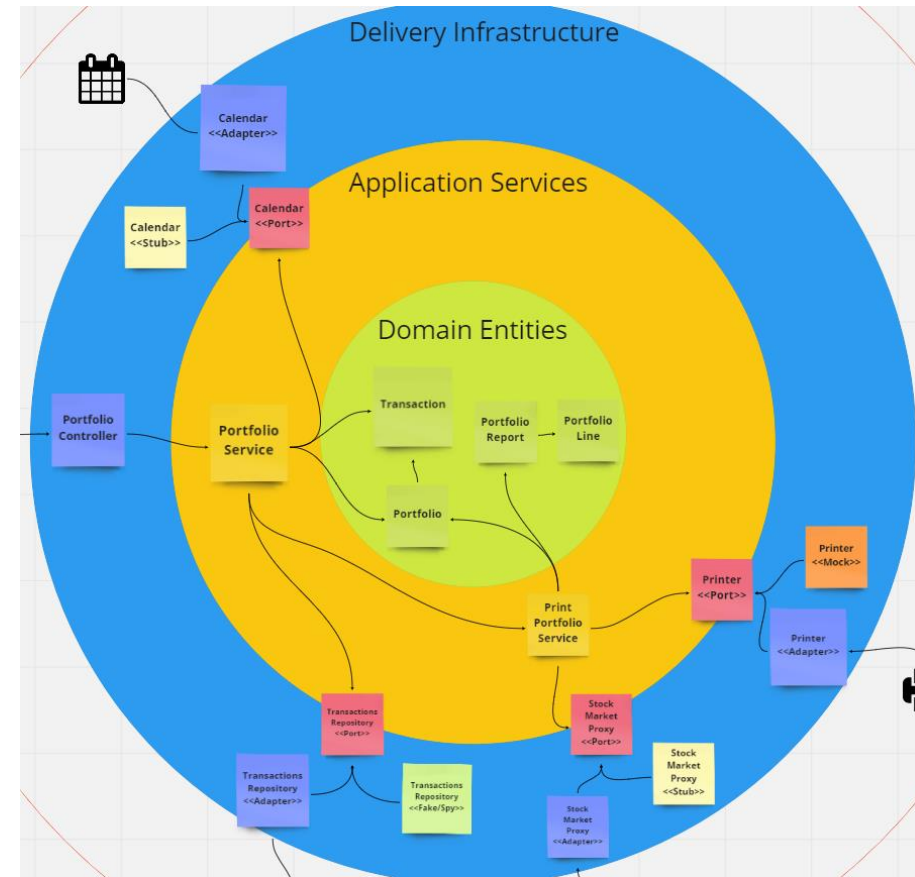 Delivery Infrastructure
Calendar
<<Adapter>>
Application Services
Calendar
<<Port>>
Calendar
<<Stub>>
Domain Entities
Transaction
Portfolio
Controller
Portfolio
Service
Portfolio
Report
Portfolio
Line
Portfolio
Printer
<<Mock>>
Printer
<<Port>>
Print
Portfolio
Service
Printer
<<Adapter>>
Transactions
Repository
<<Port>>
Stock
Market
Proxy
<<Port>>
Transactions
Repository
<<Adapter>>
Transactions
Repository
<<Fake/Spy>>
Stock
Market
Proxy
<<Stub>>
Stock
Market
Proxy
<<Adapter>>